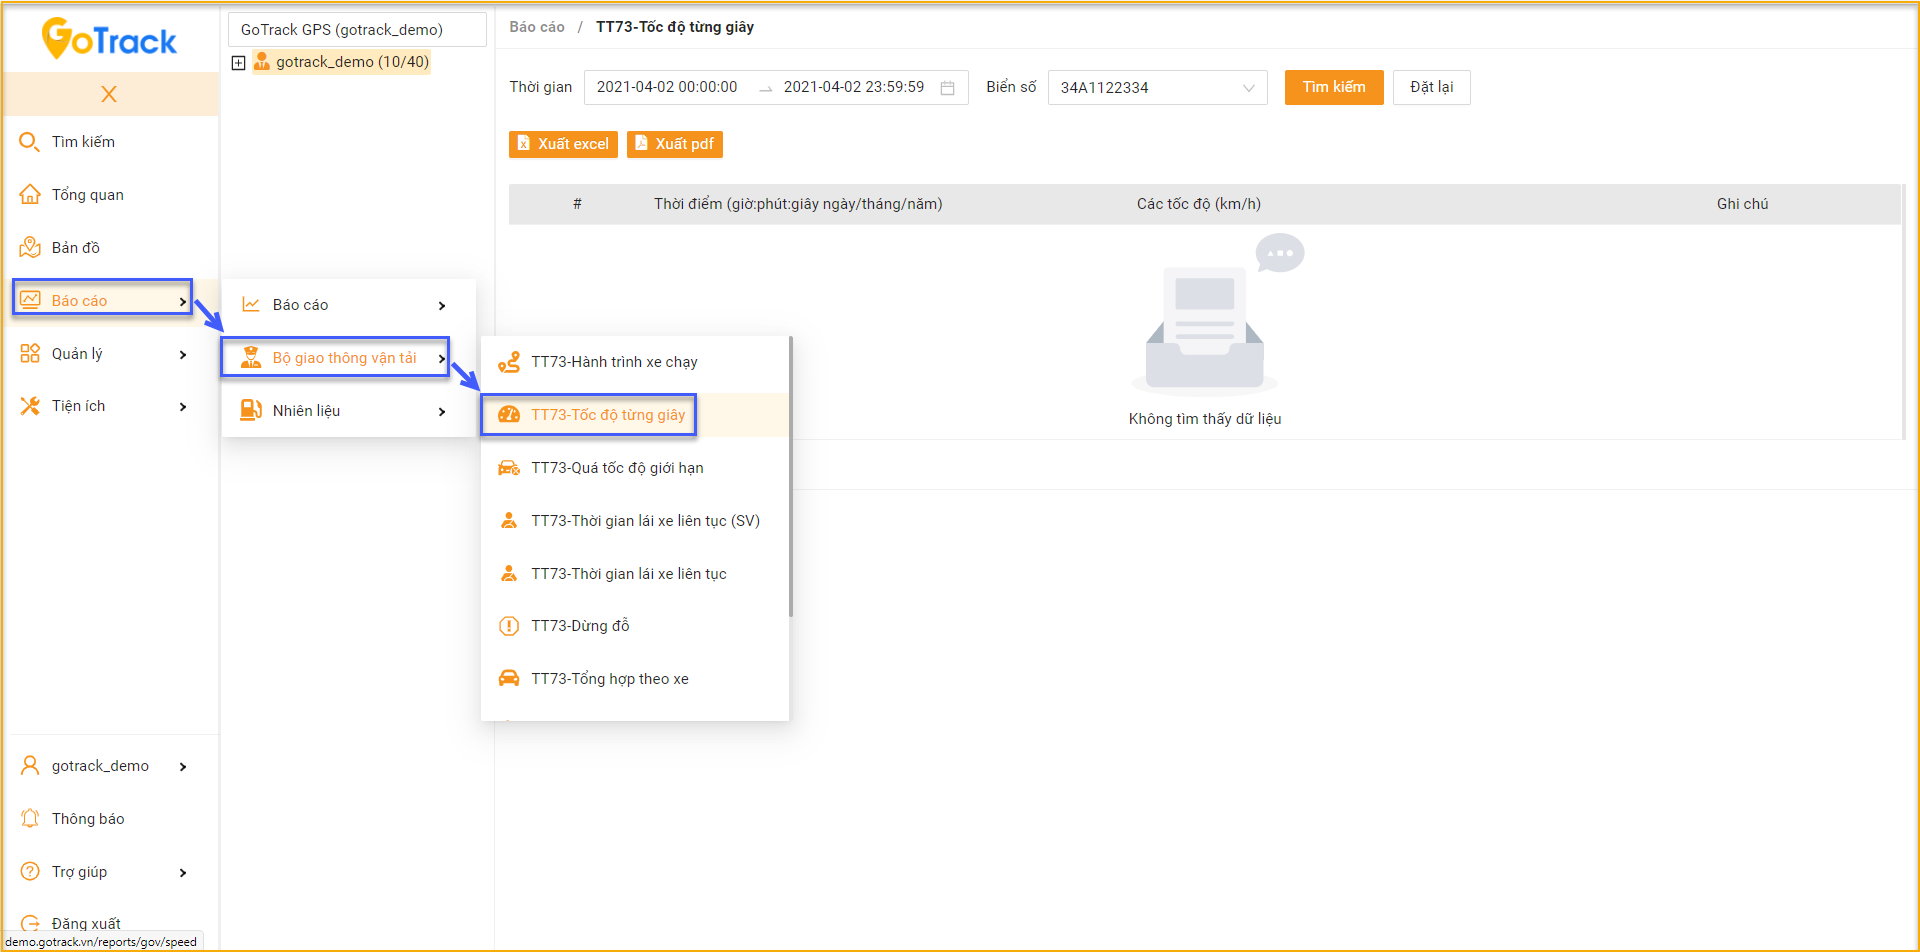 GoTrack
X
Tìm kiếm
Tổng quan
Bản đồ
Báo cáo
Quản lý
Tiện ích
gotrack_demo
Thông báo
Trợ giúp
Đăng xuất
demo.gotrack.vn/reports/gov/speed
GoTrack GPS (gotrack_demo)
gotrack_demo (10/40)
Báo cáo
Bộ giao thông vận tải
Nhiên liệu
TT73-Hành trình xe chạy
TT73-Tốc độ từng giây
TT73-Quá tốc độ giới hạn
TT73-Thời gian lái xe liên tục (SV)
TT73-Thời gian lái xe liên tục
TT73-Dừng đỗ
TT73-Tổng hợp theo xe
Báo cáo / TT73-Tốc độ từng giây
Thời gian 2021-04-02 00:00:00 → 2021-04-02 23:59:59 Biển số 34A1122334 Tìm kiếm Đặt lại
Xuất excel Xuất pdf
# Thời điểm (giờ:phút:giây ngày/tháng/năm) Các tốc độ (km/h) Ghi chú
Không tìm thấy dữ liệu